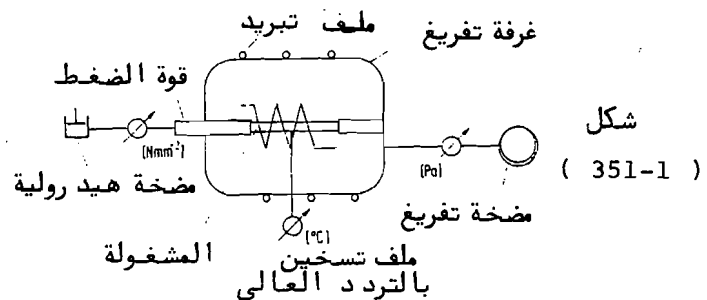 ملف تبريد
غرفة تفريغ
قوة الضغط
شكل
( 351-1 )
(Nmm⁻²)
(Pa)
مضخة هيدرولية
مضخة تفريغ
(°C)
المشغولة
ملف تسخين
بالتردد العالي